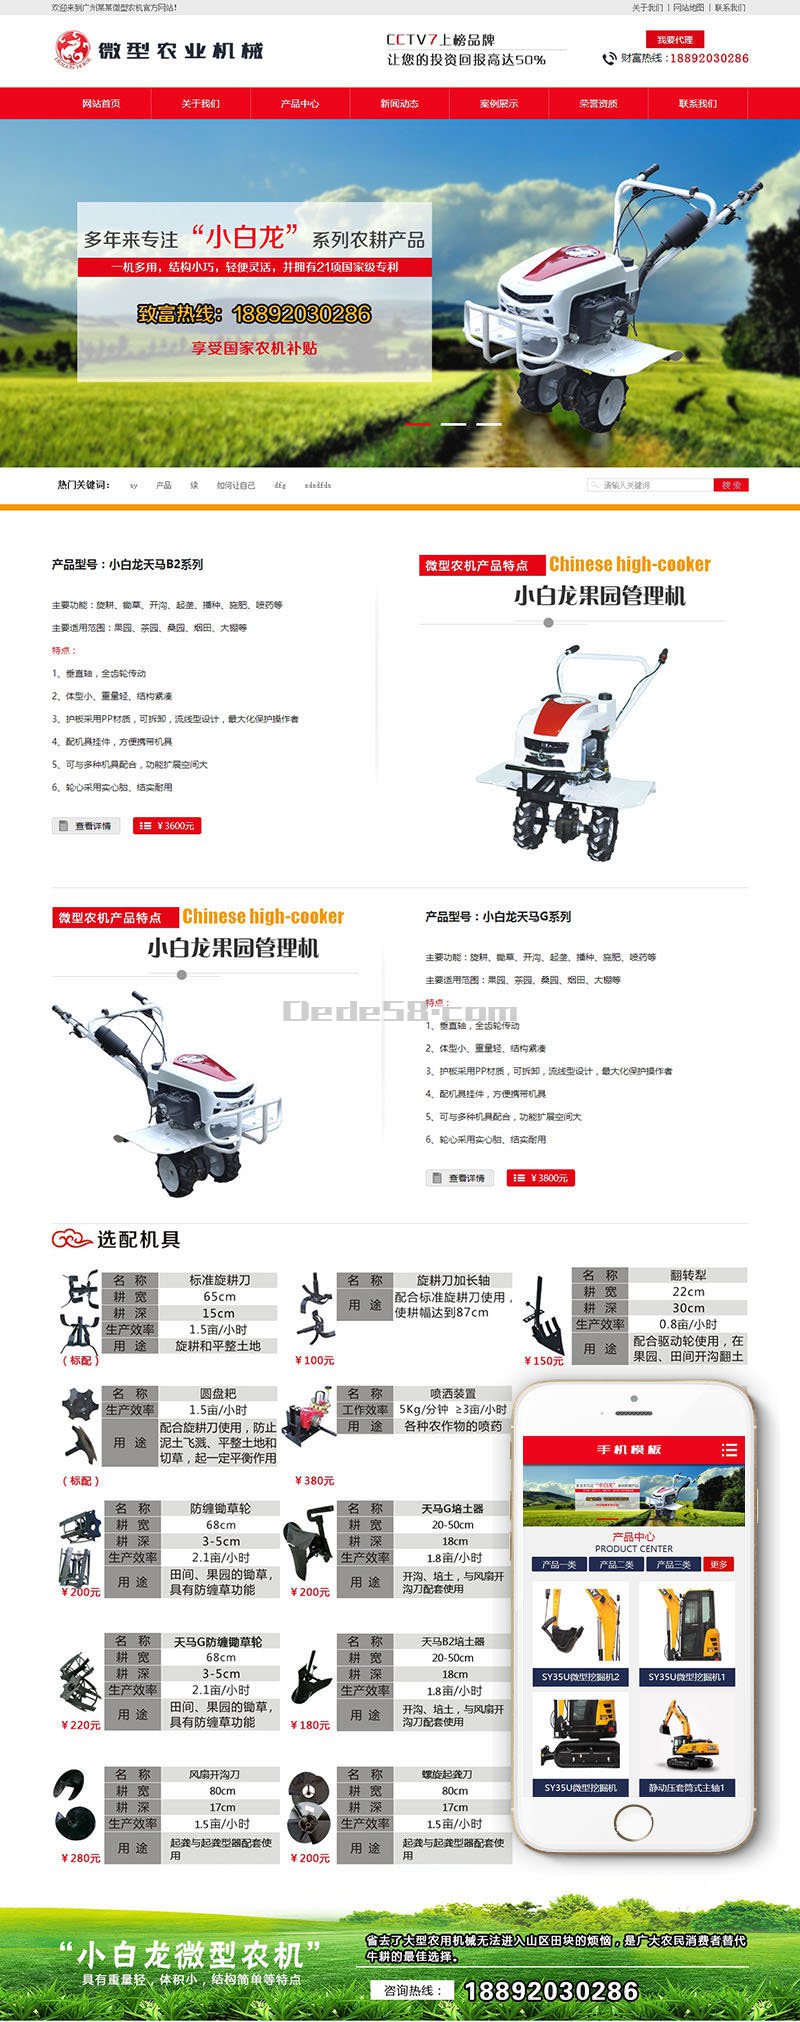 欢迎来到广州某某微型农机官方网站!
关于我们 | 网站地图 | 联系我们
DRAGON HORSE
微型农业机械
CCTV7上榜品牌
让您的投资回报高达50%
我要代理
财富热线：18892030286
网站首页 关于我们 产品中心 新闻动态 案例展示 荣誉资质 联系我们
多年来专注 “小白龙” 系列农耕产品
一机多用，结构小巧，轻便灵活，并拥有21项国家级专利
致富热线：18892030286
享受国家农机补贴
热门关键词： sy 产品 续 如何让自己 dfg sdsdfds
请输入关键词 搜 索
产品型号：小白龙天马B2系列
主要功能：旋耕、锄草、开沟、起垄、播种、施肥、喷药等
主要适用范围：果园、茶园、桑园、烟田、大棚等
特点：
1、垂直轴，全齿轮传动
2、体型小、重量轻、结构紧凑
3、护板采用PP材质，可拆卸，流线型设计，最大化保护操作者
4、配机具挂件，方便携带机具
5、可与多种机具配合，功能扩展空间大
6、轮心采用实心胎、结实耐用
查看详情 ￥3600元
微型农机产品特点 Chinese high-cooker
小白龙果园管理机
微型农机产品特点 Chinese high-cooker
小白龙果园管理机
产品型号：小白龙天马G系列
主要功能：旋耕、锄草、开沟、起垄、播种、施肥、喷药等
主要适用范围：果园、茶园、桑园、烟田、大棚等
特点：
Dede58.com
1、垂直轴，全齿轮传动
2、体型小、重量轻、结构紧凑
3、护板采用PP材质，可拆卸，流线型设计，最大化保护操作者
4、配机具挂件，方便携带机具
5、可与多种机具配合，功能扩展空间大
6、轮心采用实心胎、结实耐用
查看详情 ￥3800元
选配机具
名 称 标准旋耕刀
耕 宽 65cm
耕 深 15cm
生产效率 1.5亩/小时
用 途 旋耕和平整土地
(标配)
名 称 旋耕刀加长轴
用 途 配合标准旋耕刀使用，
使耕幅达到87cm
￥100元
名 称 翻转犁
耕 宽 22cm
耕 深 30cm
生产效率 0.8亩/小时
用 途 配合驱动轮使用，在
果园、田间开沟翻土
￥150元
名 称 圆盘耙
生产效率 1.5亩/小时
用 途 配合旋耕刀使用，防止
泥土飞溅、平整土地和
切草，起一定平衡作用
(标配)
名 称 喷洒装置
工作效率 5Kg/分钟 ≥3亩/小时
用 途 各种农作物的喷药
￥380元
名 称 防缠锄草轮
耕 宽 68cm
耕 深 3-5cm
生产效率 2.1亩/小时
用 途 田间、果园的锄草，
具有防缠草功能
￥200元
名 称 天马G培土器
耕 宽 20-50cm
耕 深 18cm
生产效率 1.8亩/小时
用 途 开沟、培土，与风扇开
沟刀配套使用
￥200元
名 称 天马G防缠锄草轮
耕 宽 68cm
耕 深 3-5cm
生产效率 2.1亩/小时
用 途 田间、果园的锄草，
具有防缠草功能
￥220元
名 称 天马B2培土器
耕 宽 20-50cm
耕 深 18cm
生产效率 1.8亩/小时
用 途 开沟、培土，与风扇开
沟刀配套使用
￥180元
名 称 风扇开沟刀
耕 宽 80cm
耕 深 17cm
生产效率 1.5亩/小时
用 途 起龚与起龚型器配套使
用
￥280元
名 称 螺旋起龚刀
耕 宽 80cm
耕 深 17cm
生产效率 1.5亩/小时
用 途 起龚与起龚型器配套使
用
￥200元
手机模板
产品中心
PRODUCT CENTER
产品一类 产品二类 产品三类 更多
SY35U微型挖掘机2 SY35U微型挖掘机1
SY35U微型挖掘机 静动压套筒式主轴1
“小白龙微型农机”
具有重量轻，体积小，结构简单等特点
省去了大型农用机械无法进入山区田块的烦恼，是广大农民消费者替代
牛耕的最佳选择。
咨询热线： 18892030286